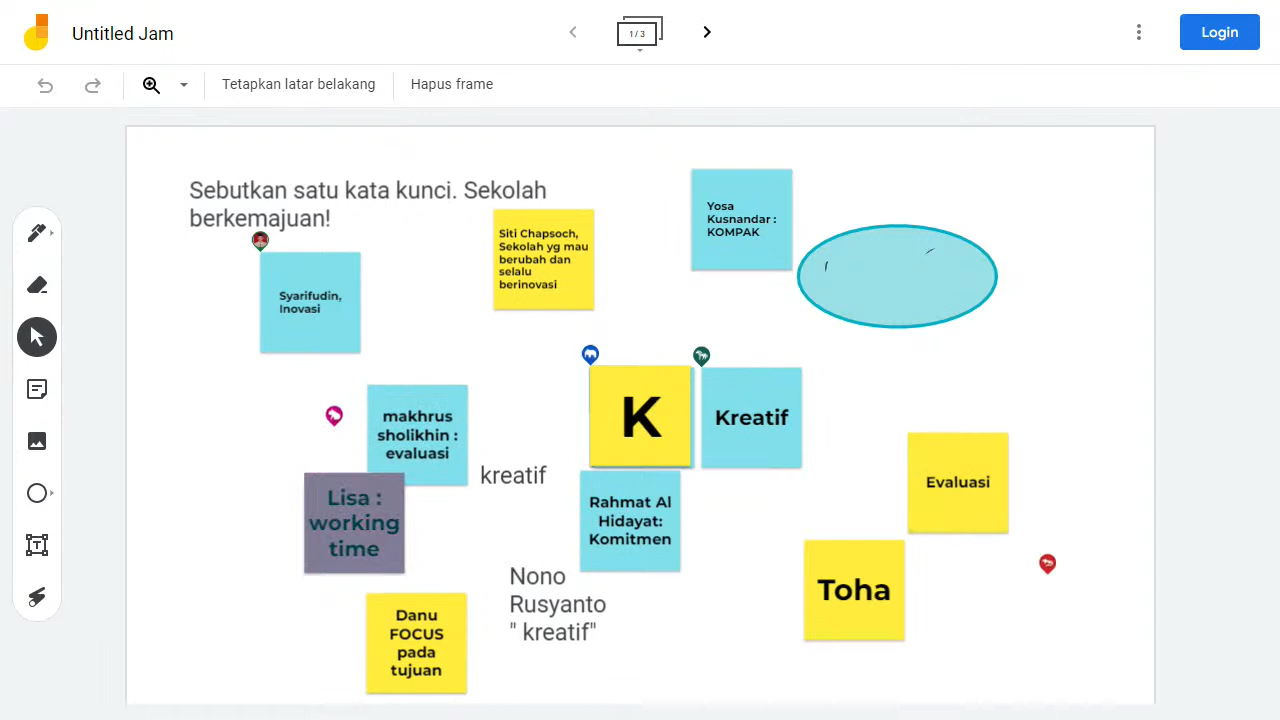 Untitled Jam
1 / 3
Login
Tetapkan latar belakang
Hapus frame
Sebutkan satu kata kunci. Sekolah
berkemajuan!
Yosa
Kusnandar :
KOMPAK
Siti Chapsoch,
Sekolah yg mau
berubah dan
selalu
berinovasi
Syarifudin,
Inovasi
K
Kreatif
makhrus
sholikhin :
evaluasi
kreatif
Evaluasi
Lisa :
working
time
Rahmat Al
Hidayat:
Komitmen
Toha
Nono
Rusyanto
" kreatif"
Danu
FOCUS
pada
tujuan